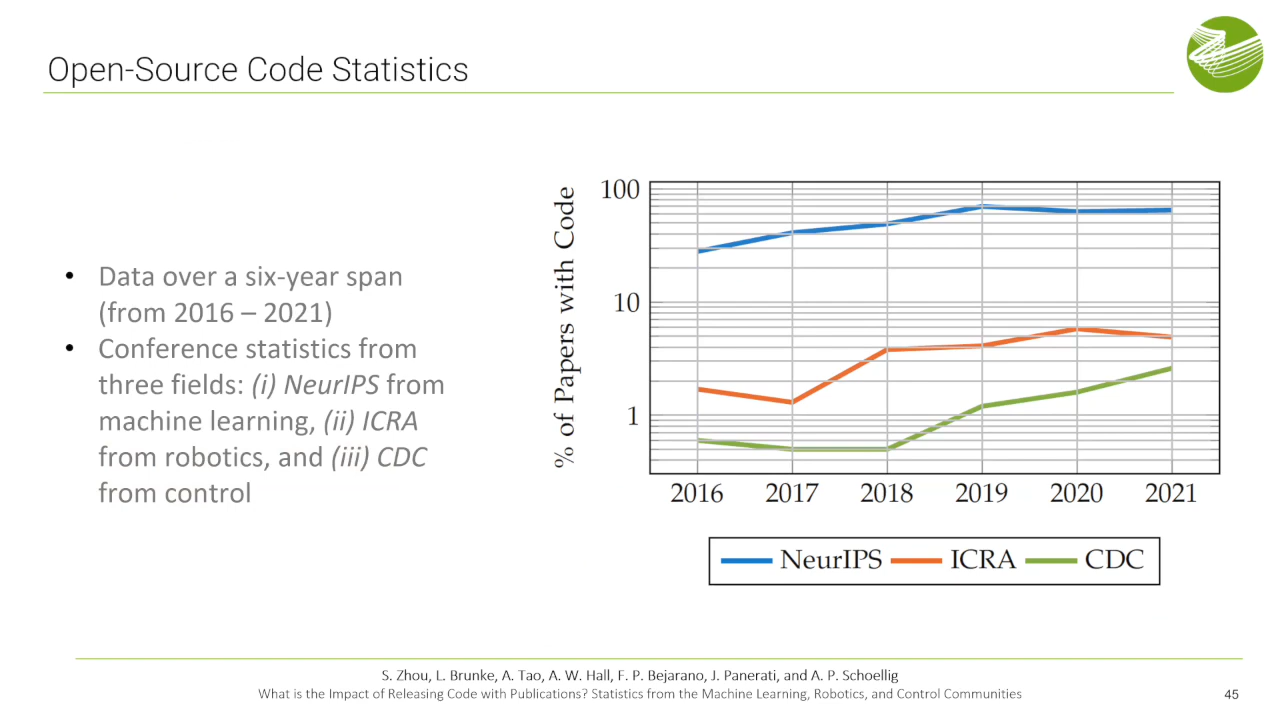 Open-Source Code Statistics
• Data over a six-year span
(from 2016 – 2021)
• Conference statistics from
three fields: (i) NeurIPS from
machine learning, (ii) ICRA
from robotics, and (iii) CDC
from control
% of Papers with Code
100
10
1
2016 2017 2018 2019 2020 2021
NeurIPS ICRA CDC
S. Zhou, L. Brunke, A. Tao, A. W. Hall, F. P. Bejarano, J. Panerati, and A. P. Schoellig
What is the Impact of Releasing Code with Publications? Statistics from the Machine Learning, Robotics, and Control Communities
45